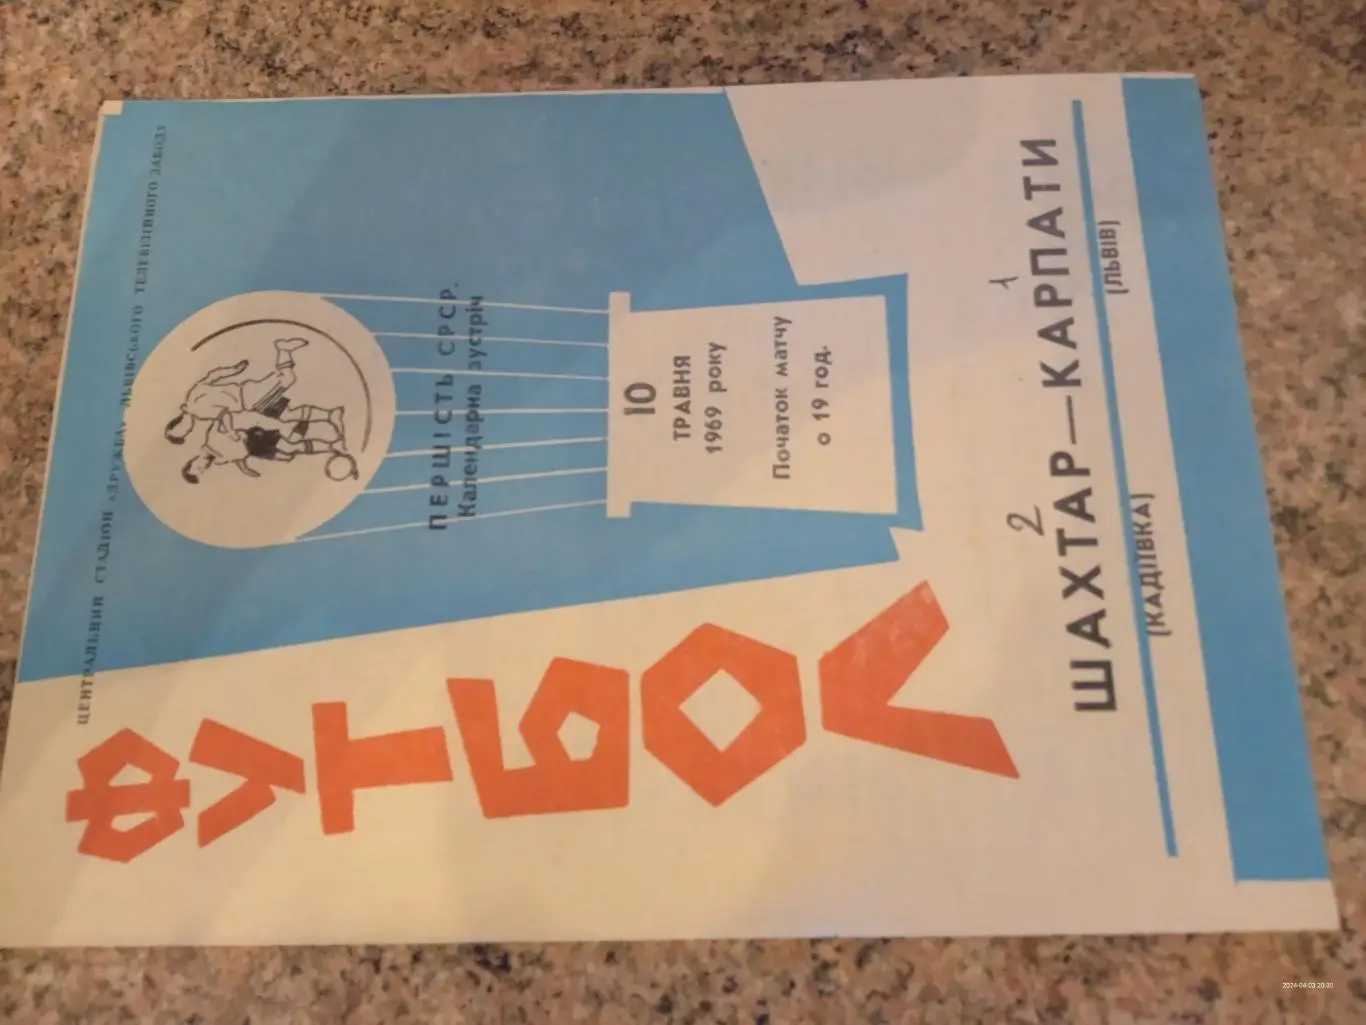 ЦЕНТРАЛЬНИЙ СТАДІОН «ДРУЖБА» ЛЬВІВСЬКОГО ТЕЛЕВІЗІЙНОГО ЗАВОДУ
ФУТБОЛ
ПЕРШІСТЬ СРСР.
Календарна зустріч
10
ТРАВНЯ
1969 року
Початок матчу
о 19 год.
2 1
ШАХТАР—КАРПАТИ
(КАДІЇВКА) (ЛЬВІВ)
2024-04-03 20:30